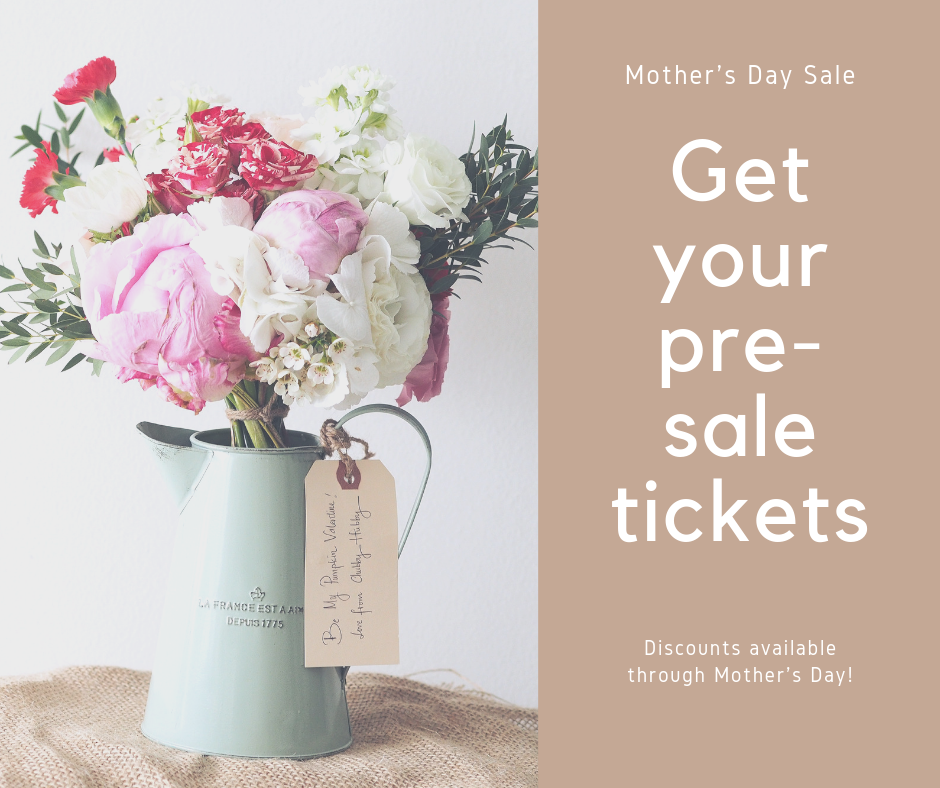 Mother's Day Sale
Get
your
pre-
sale
tickets
Discounts available
through Mother's Day!
Be My Pumpkin Valentine!
Love from Chubby Hubby
LA FRANCE EST A AIM
DEPUIS 1775